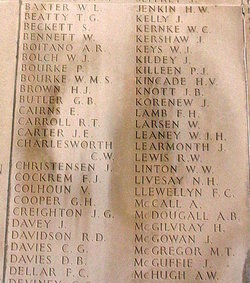 BAXTER W.L.
BEATTY T.G.
BECKETT S.
BENNETT W.
BOITANO A.R.
BOLCH W.J.
BOURKE P.
BOURKE W.M.S.
BROWN H.J.
BUTLER G.B.
CAIRNS E.
CARROLL R.T.
CARTER J.E.
CHARLESWORTH
C.W.
CHRISTENSEN J.
COCKREM F.J.
COLHOUN V.
COOPER G.H.
CREIGHTON J.G.
DAVEY J.
DAVIDSON R.D.
DAVIES C.G.
DAVIES D.B.
DELLAR F.C.
DEVINEY
JENKIN H.W.
KELLY J.
KERNKE W.C.
KERSHAW J.
KEYS W.J.
KILDEY J.
KILLEEN P.J.
KINCADE H.V.
KNOTT J.B.
KORENEW J.
LAMB F.H.
LARSEN W.
LEANEY W.J.H.
LEARMONTH J.
LEWIS R.W.
LINTON W.W.
LIVESAY N.H.
LLEWELLYN F.C.
McCALL A.
McDOUGALL A.B.
McGILVRAY H.
McGOWAN J.
McGREGOR M.T.
McGUFFIE J.
McHUGH A.W.